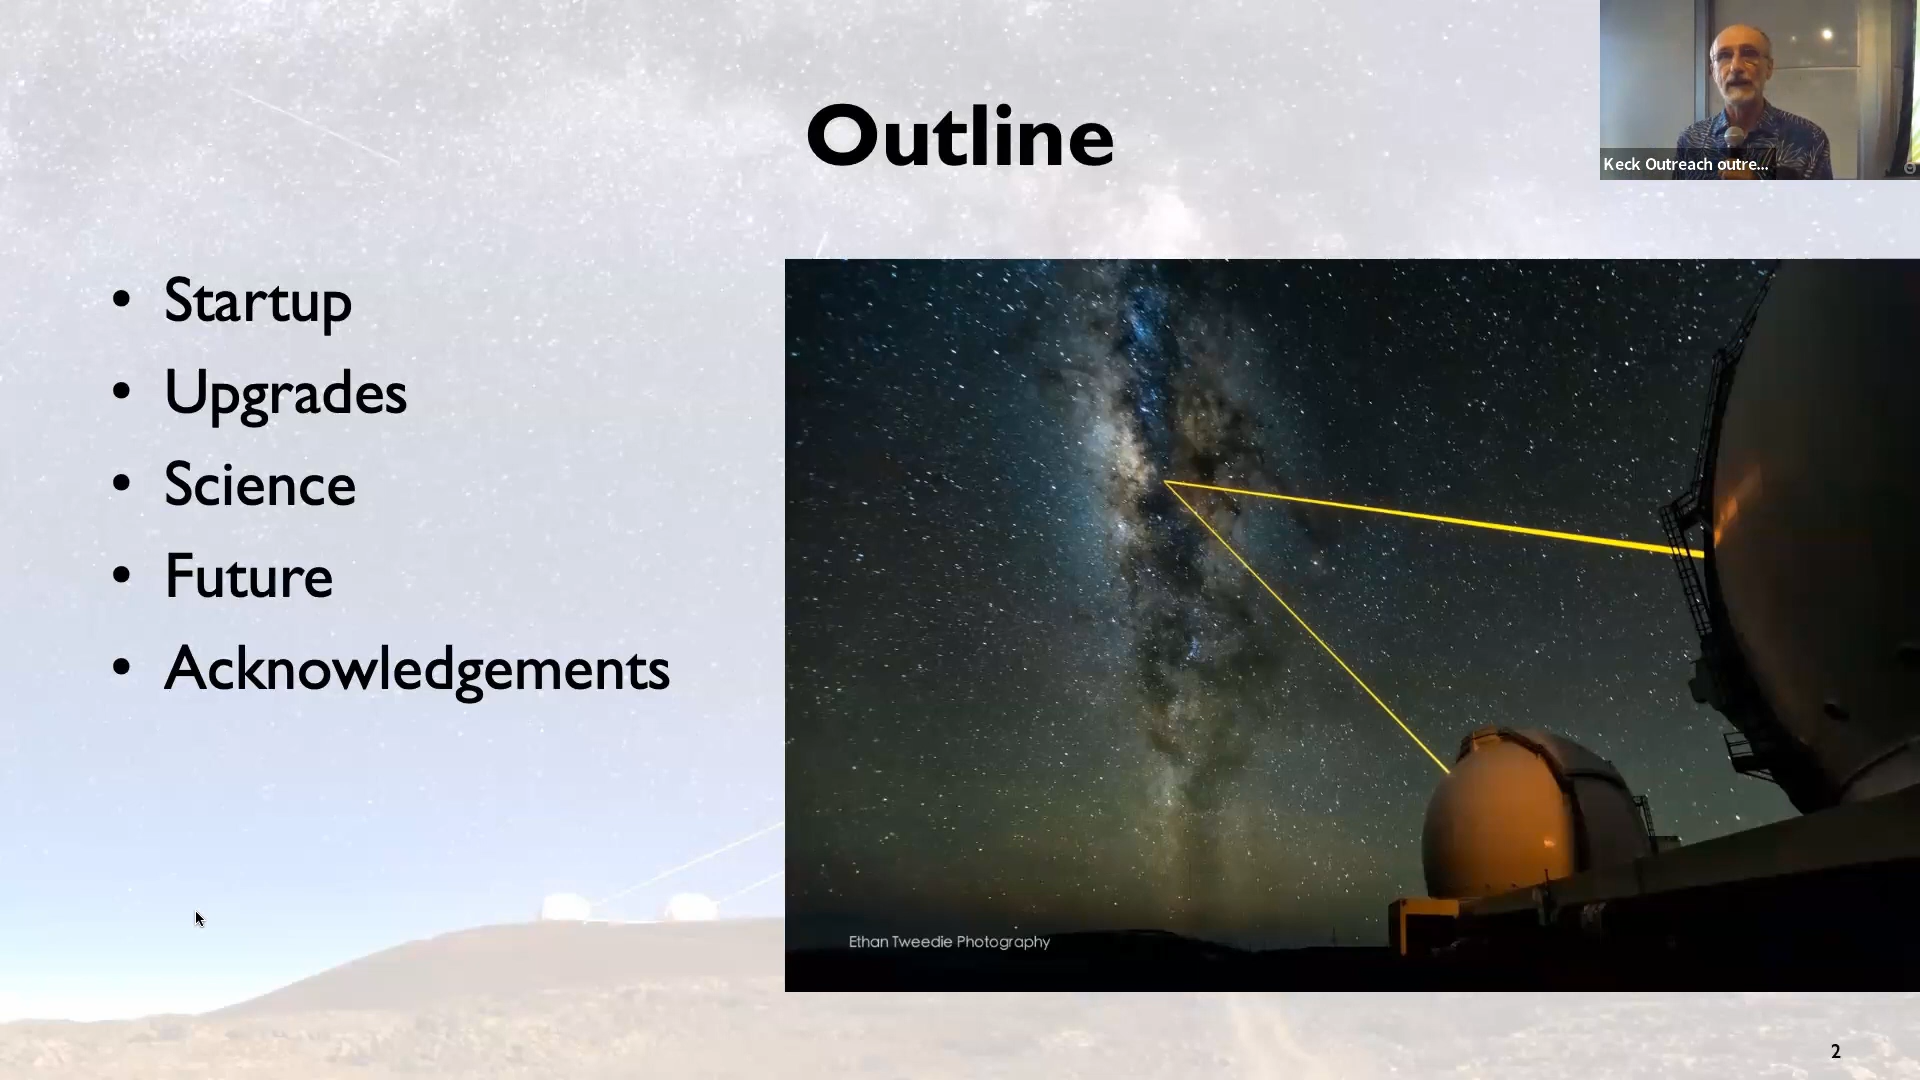 Outline
Keck Outreach outre...
• Startup
• Upgrades
• Science
• Future
• Acknowledgements
Ethan Tweedie Photography
2